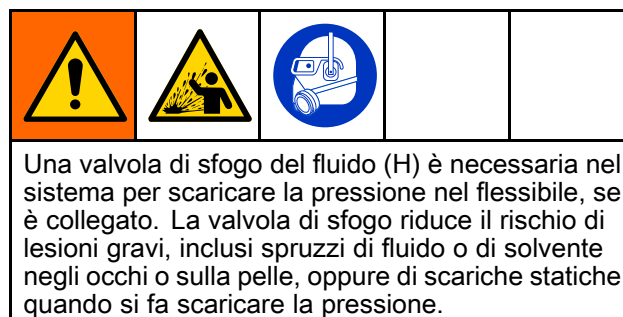 Una valvola di sfogo del fluido (H) è necessaria nel
sistema per scaricare la pressione nel flessibile, se
è collegato. La valvola di sfogo riduce il rischio di
lesioni gravi, inclusi spruzzi di fluido o di solvente
negli occhi o sulla pelle, oppure di scariche statiche
quando si fa scaricare la pressione.